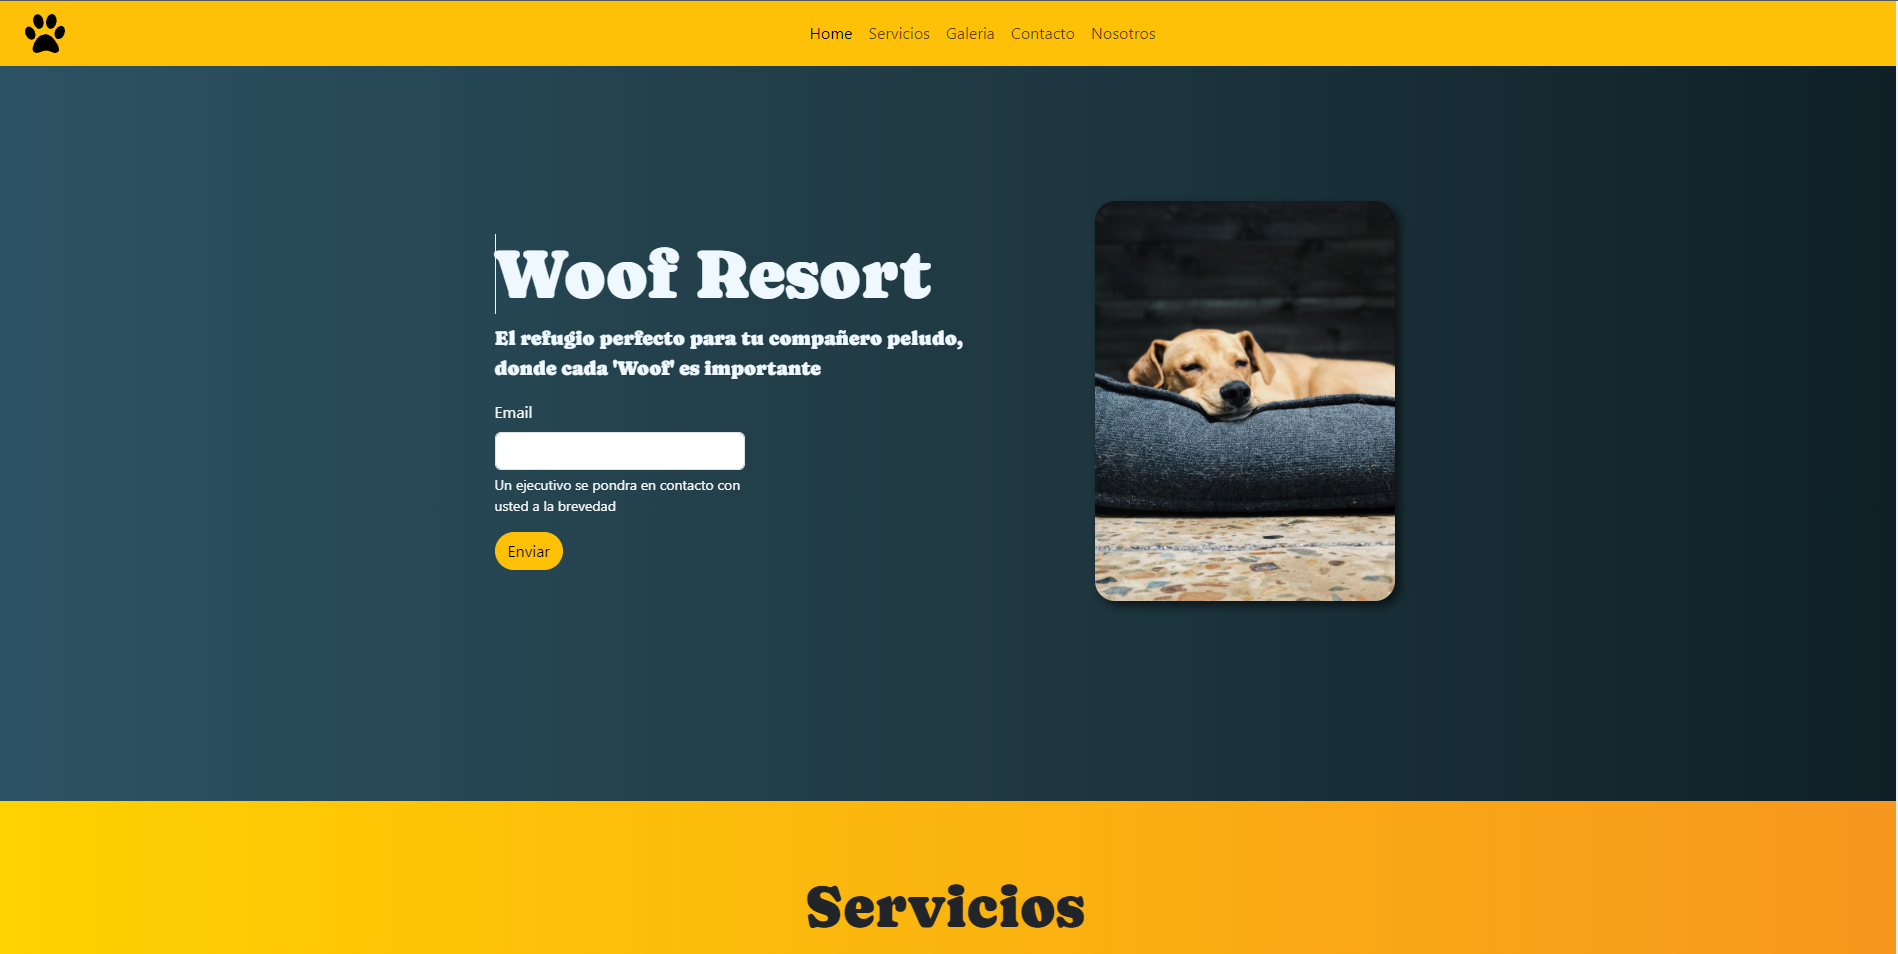 Home Servicios Galeria Contacto Nosotros
Woof Resort
El refugio perfecto para tu compañero peludo,
donde cada 'Woof' es importante
Email
Un ejecutivo se pondra en contacto con
usted a la brevedad
Enviar
Servicios